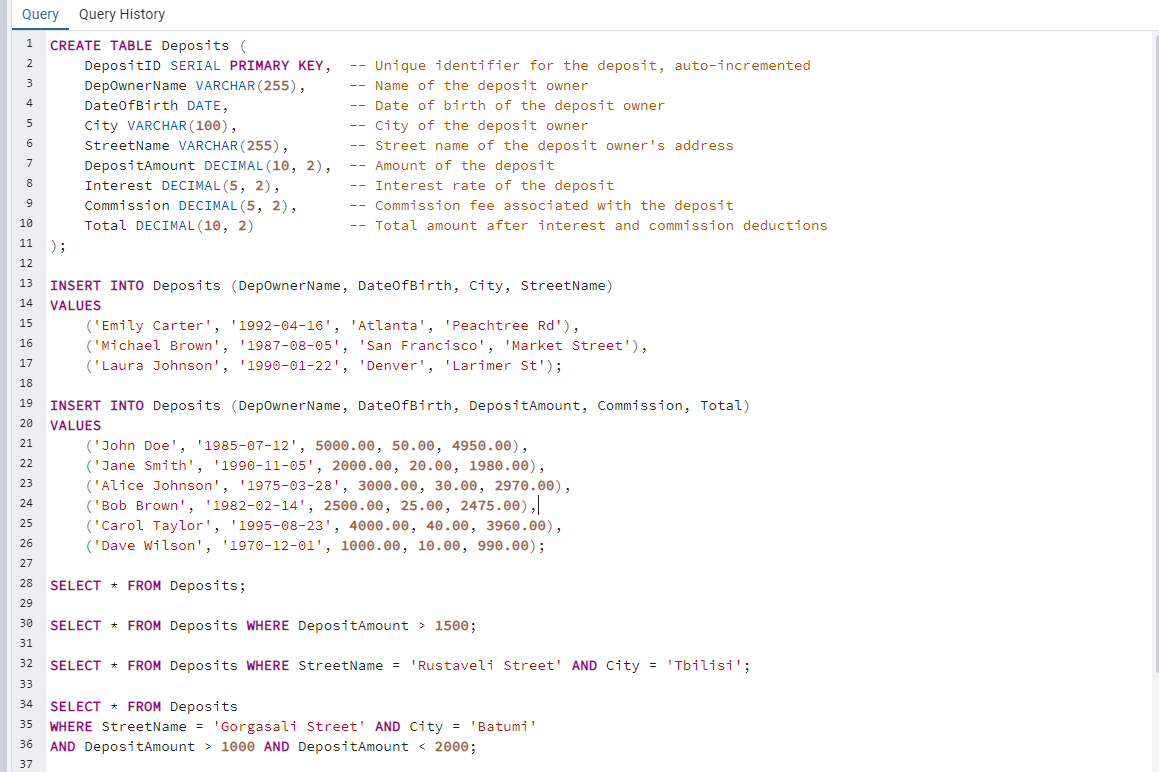 Query Query History
1 CREATE TABLE Deposits (
2 DepositID SERIAL PRIMARY KEY, -- Unique identifier for the deposit, auto-incremented
3 DepOwnerName VARCHAR(255), -- Name of the deposit owner
4 DateOfBirth DATE, -- Date of birth of the deposit owner
5 City VARCHAR(100), -- City of the deposit owner
6 StreetName VARCHAR(255), -- Street name of the deposit owner's address
7 DepositAmount DECIMAL(10, 2), -- Amount of the deposit
8 Interest DECIMAL(5, 2), -- Interest rate of the deposit
9 Commission DECIMAL(5, 2), -- Commission fee associated with the deposit
10 Total DECIMAL(10, 2) -- Total amount after interest and commission deductions
11 );
12
13 INSERT INTO Deposits (DepOwnerName, DateOfBirth, City, StreetName)
14 VALUES
15 ('Emily Carter', '1992-04-16', 'Atlanta', 'Peachtree Rd'),
16 ('Michael Brown', '1987-08-05', 'San Francisco', 'Market Street'),
17 ('Laura Johnson', '1990-01-22', 'Denver', 'Larimer St');
18
19 INSERT INTO Deposits (DepOwnerName, DateOfBirth, DepositAmount, Commission, Total)
20 VALUES
21 ('John Doe', '1985-07-12', 5000.00, 50.00, 4950.00),
22 ('Jane Smith', '1990-11-05', 2000.00, 20.00, 1980.00),
23 ('Alice Johnson', '1975-03-28', 3000.00, 30.00, 2970.00),
24 ('Bob Brown', '1982-02-14', 2500.00, 25.00, 2475.00),
25 ('Carol Taylor', '1995-08-23', 4000.00, 40.00, 3960.00),
26 ('Dave Wilson', '1970-12-01', 1000.00, 10.00, 990.00);
27
28 SELECT * FROM Deposits;
29
30 SELECT * FROM Deposits WHERE DepositAmount > 1500;
31
32 SELECT * FROM Deposits WHERE StreetName = 'Rustaveli Street' AND City = 'Tbilisi';
33
34 SELECT * FROM Deposits
35 WHERE StreetName = 'Gorgasali Street' AND City = 'Batumi'
36 AND DepositAmount > 1000 AND DepositAmount < 2000;
37